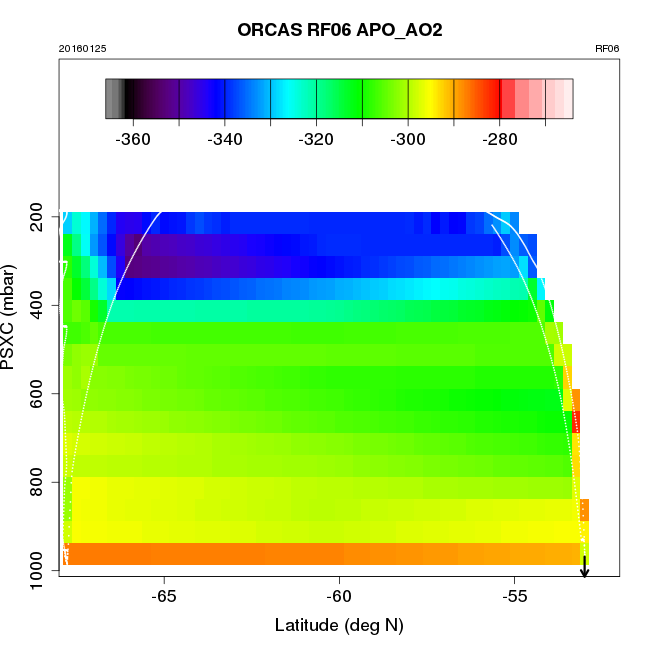 ORCAS RF06 APO_AO2
20160125 RF06
-360 -340 -320 -300 -280
200
400
600
800
1000
PSXC (mbar)
-65 -60 -55
Latitude (deg N)